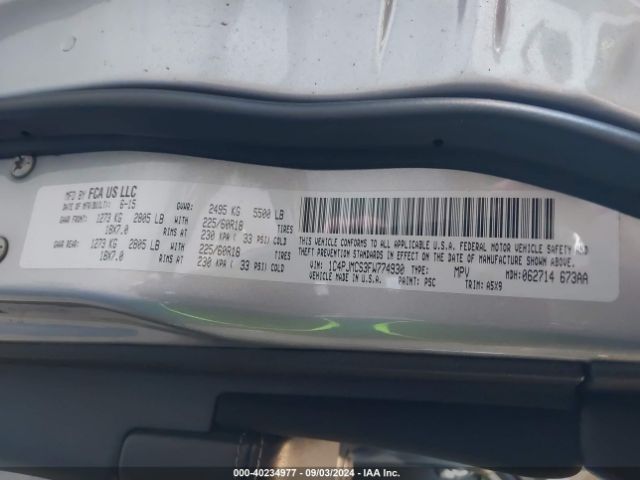 MFD BY FCA US LLC
DATE OF MFR(BUILT): 6-15
GVWR: 2495 KG 5500 LB
GAWR FRONT: 1273 KG 2805 LB WITH 225/60R18 TIRES
18X7.0 RIMS AT 230 KPA ( 33 PSI) COLD
GAWR REAR: 1273 KG 2805 LB WITH 225/60R18 TIRES
18X7.0 RIMS AT 230 KPA ( 33 PSI) COLD
THIS VEHICLE CONFORMS TO ALL APPLICABLE U.S.A. FEDERAL MOTOR VEHICLE SAFETY AND
THEFT PREVENTION STANDARDS IN EFFECT ON THE DATE OF MANUFACTURE SHOWN ABOVE.
VIN: 1C4PJMCS3FW774930 TYPE: MPV MDH: 062714 673AA
VEHICLE MADE IN U.S.A. PAINT: PSC TRIM: A5X9
000-40234977 - 09/03/2024 - IAA Inc.